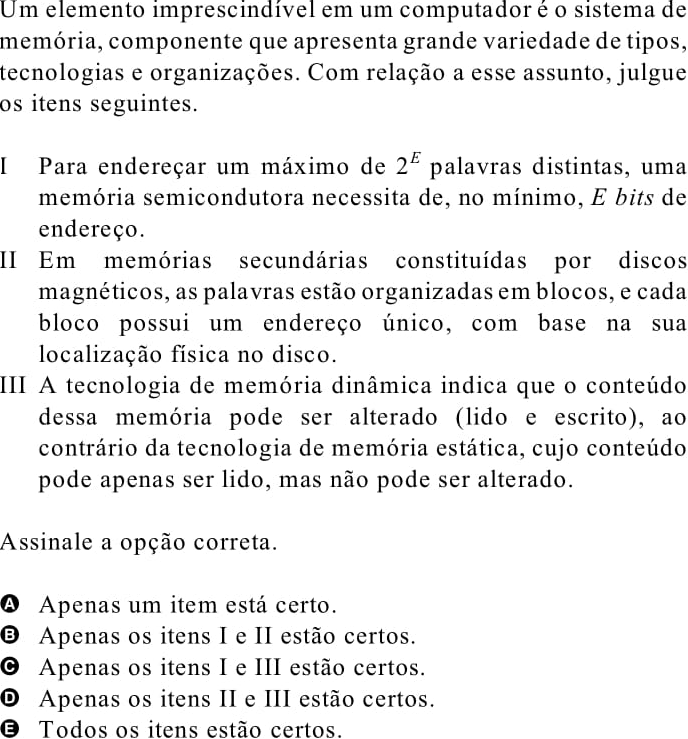 Um elemento imprescindível em um computador é o sistema de
memória, componente que apresenta grande variedade de tipos,
tecnologias e organizações. Com relação a esse assunto, julgue
os itens seguintes.
I Para endereçar um máximo de 2^E palavras distintas, uma
memória semicondutora necessita de, no mínimo, E bits de
endereço.
II Em memórias secundárias constituídas por discos
magnéticos, as palavras estão organizadas em blocos, e cada
bloco possui um endereço único, com base na sua
localização física no disco.
III A tecnologia de memória dinâmica indica que o conteúdo
dessa memória pode ser alterado (lido e escrito), ao
contrário da tecnologia de memória estática, cujo conteúdo
pode apenas ser lido, mas não pode ser alterado.
Assinale a opção correta.
A Apenas um item está certo.
B Apenas os itens I e II estão certos.
C Apenas os itens I e III estão certos.
D Apenas os itens II e III estão certos.
E Todos os itens estão certos.